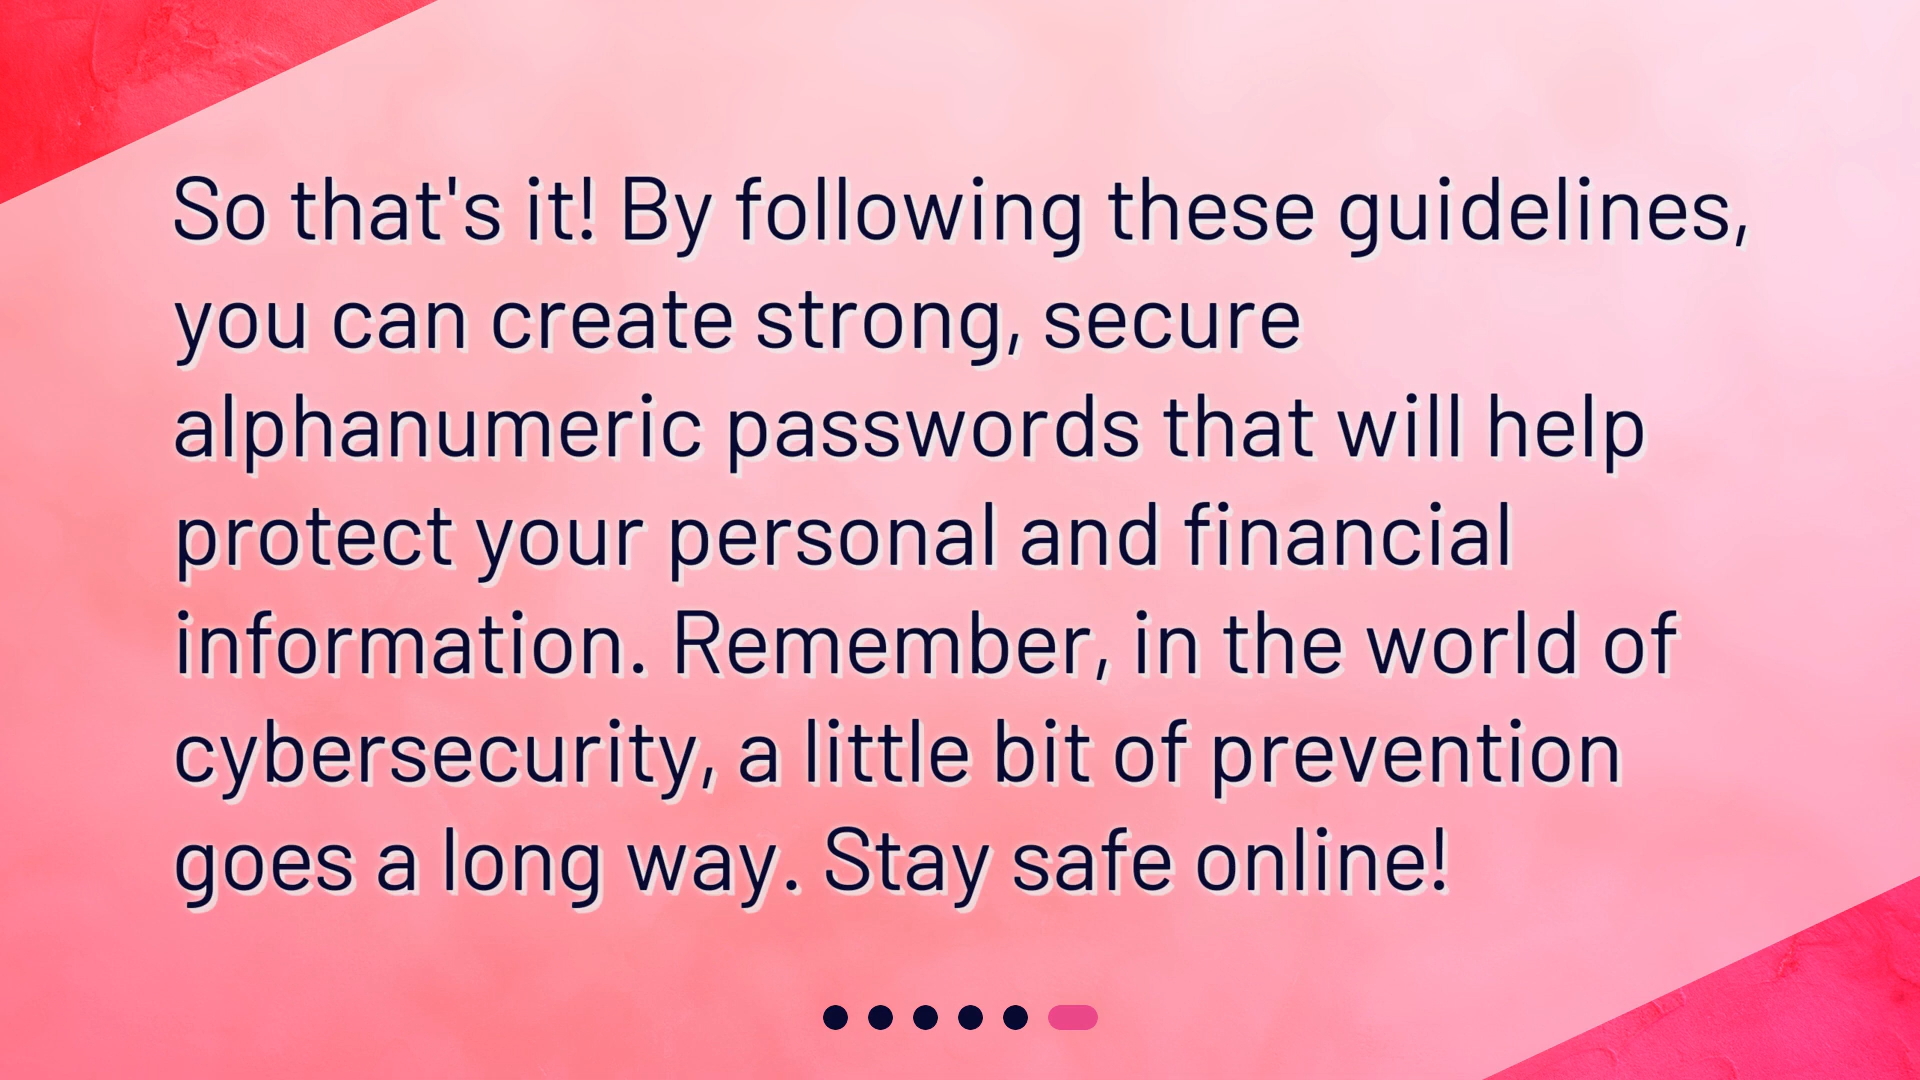 So that's it! By following these guidelines,
you can create strong, secure
alphanumeric passwords that will help
protect your personal and financial
information. Remember, in the world of
cybersecurity, a little bit of prevention
goes a long way. Stay safe online!